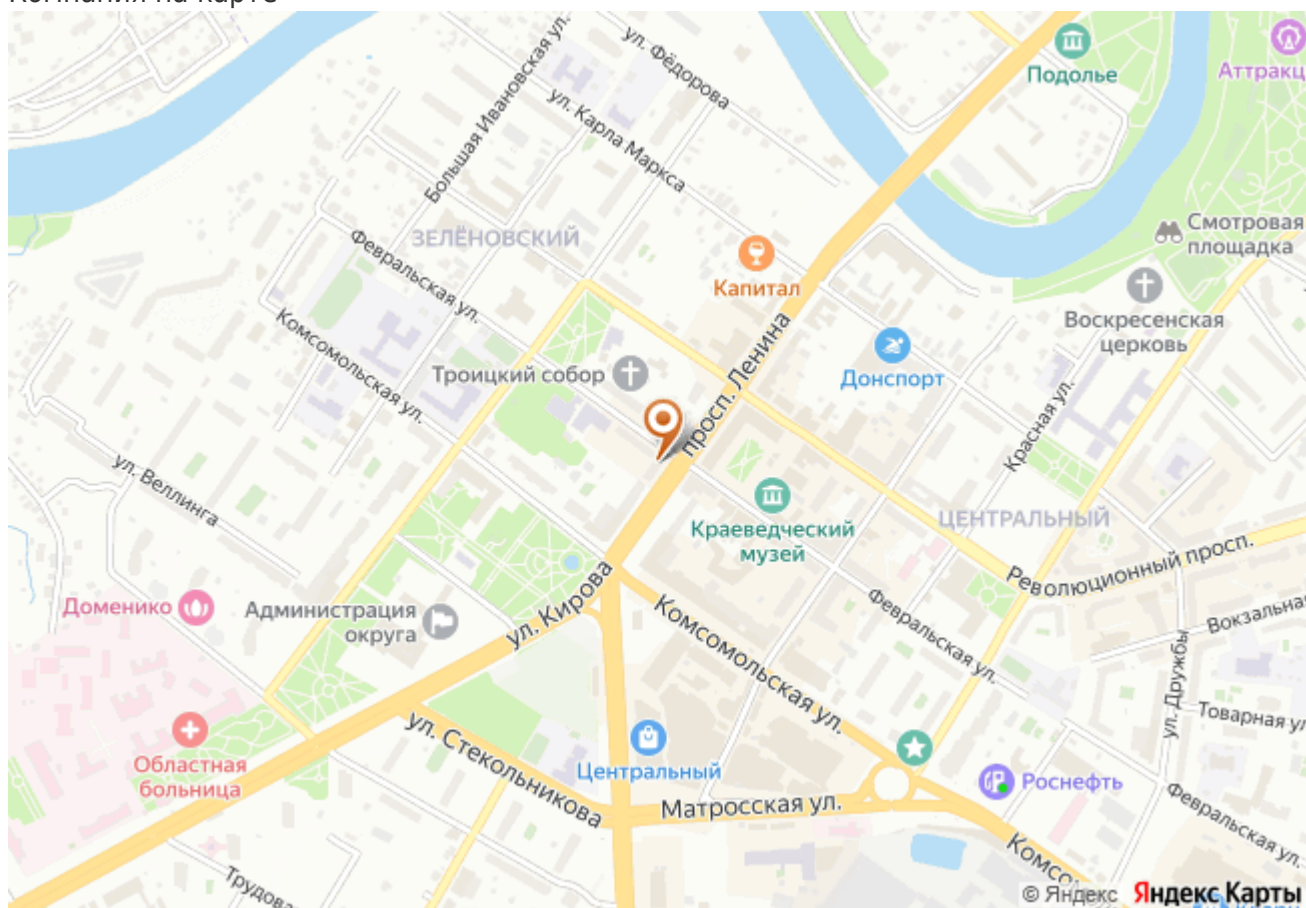 ул. Фёдорова
Подолье
Аттракц
Большая Ивановская ул.
ул. Карла Маркса
Смотровая
площадка
ЗЕЛЁНОВСКИЙ
Февральская ул.
Капитал
Воскресенская
церковь
Комсомольская ул.
просп. Ленина
Донспорт
Троицкий собор
Красная ул.
ул. Веллинга
Краеведческий
музей
ЦЕНТРАЛЬНЫЙ
Революционный просп.
Доменико
Администрация
округа
ул. Кирова
Комсомольская ул.
Февральская ул.
Вокзальная
ул. Дружбы
Товарная ул
ул. Стекольникова
Областная
больница
Центральный
Роснефть
Матросская ул.
Февральская ул.
Трудова
Комсо
© Яндекс Яндекс Карты